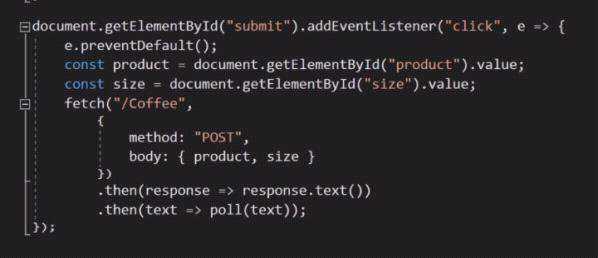 document.getElementById("submit").addEventListener("click", e => {
e.preventDefault();
const product = document.getElementById("product").value;
const size = document.getElementById("size").value;
fetch("/Coffee",
{
method: "POST",
body: { product, size }
})
.then(response => response.text())
.then(text => poll(text));
});